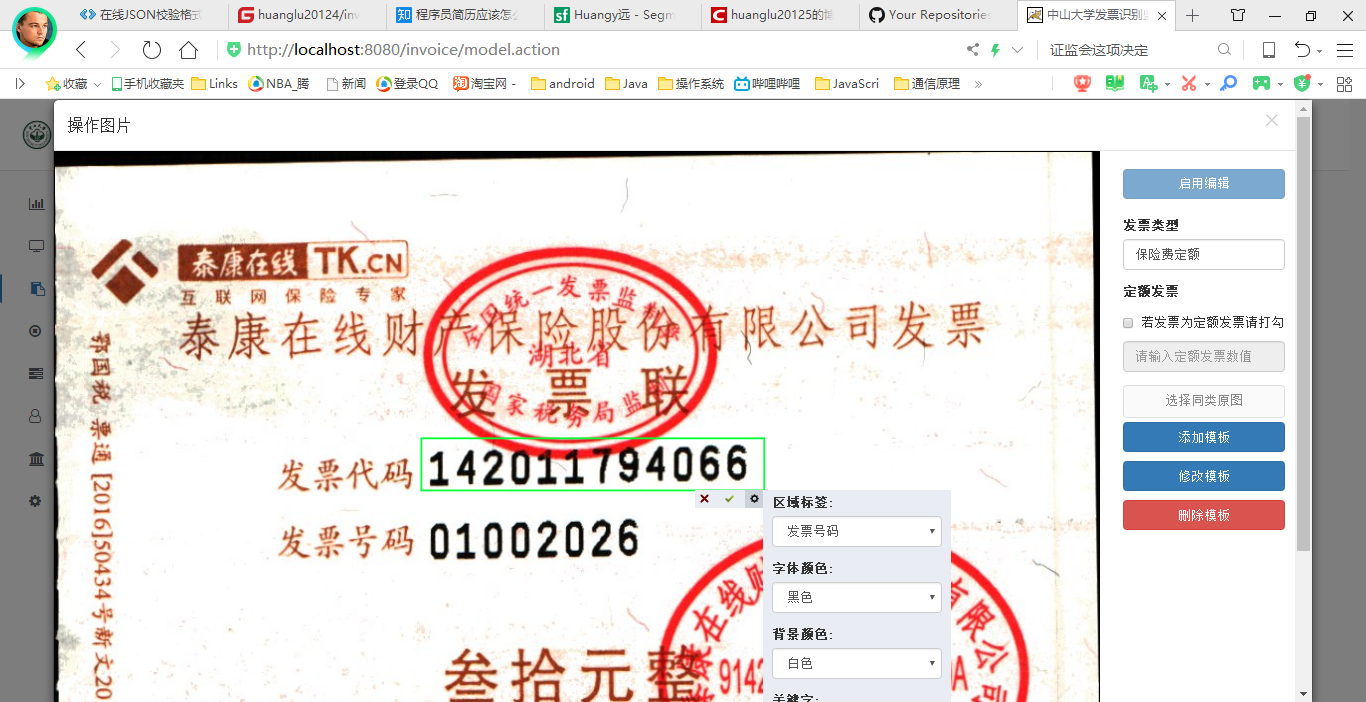 在线JSON校验格式
huanglu20124/inv
程序员简历应该怎么
Huangy远 - Segm
huanglu20125的博
Your Repositories
中山大学发票识别
http://localhost:8080/invoice/model.action
证监会这项决定
收藏
手机收藏夹
Links
NBA_腾
新闻
登录QQ
淘宝网 -
android
Java
操作系统
哔哩哔哩
JavaScri
通信原理
»
操作图片
泰康在线 TK.CN
互联网保险专家
泰康在线财产保险股份有限公司发票
全国统一发票监制章
湖北省
国家税务局监制
发票联
鄂国税 票通 [2016]50434号新文20
发票代码 142011794066
发票号码 01002026
叁拾元整
区域标签:
发票号码
字体颜色:
黑色
背景颜色:
白色
关键字:
启用编辑
发票类型
保险费定额
定额发票
若发票为定额发票请打勾
请输入定额发票数值
选择同类原图
添加模板
修改模板
删除模板